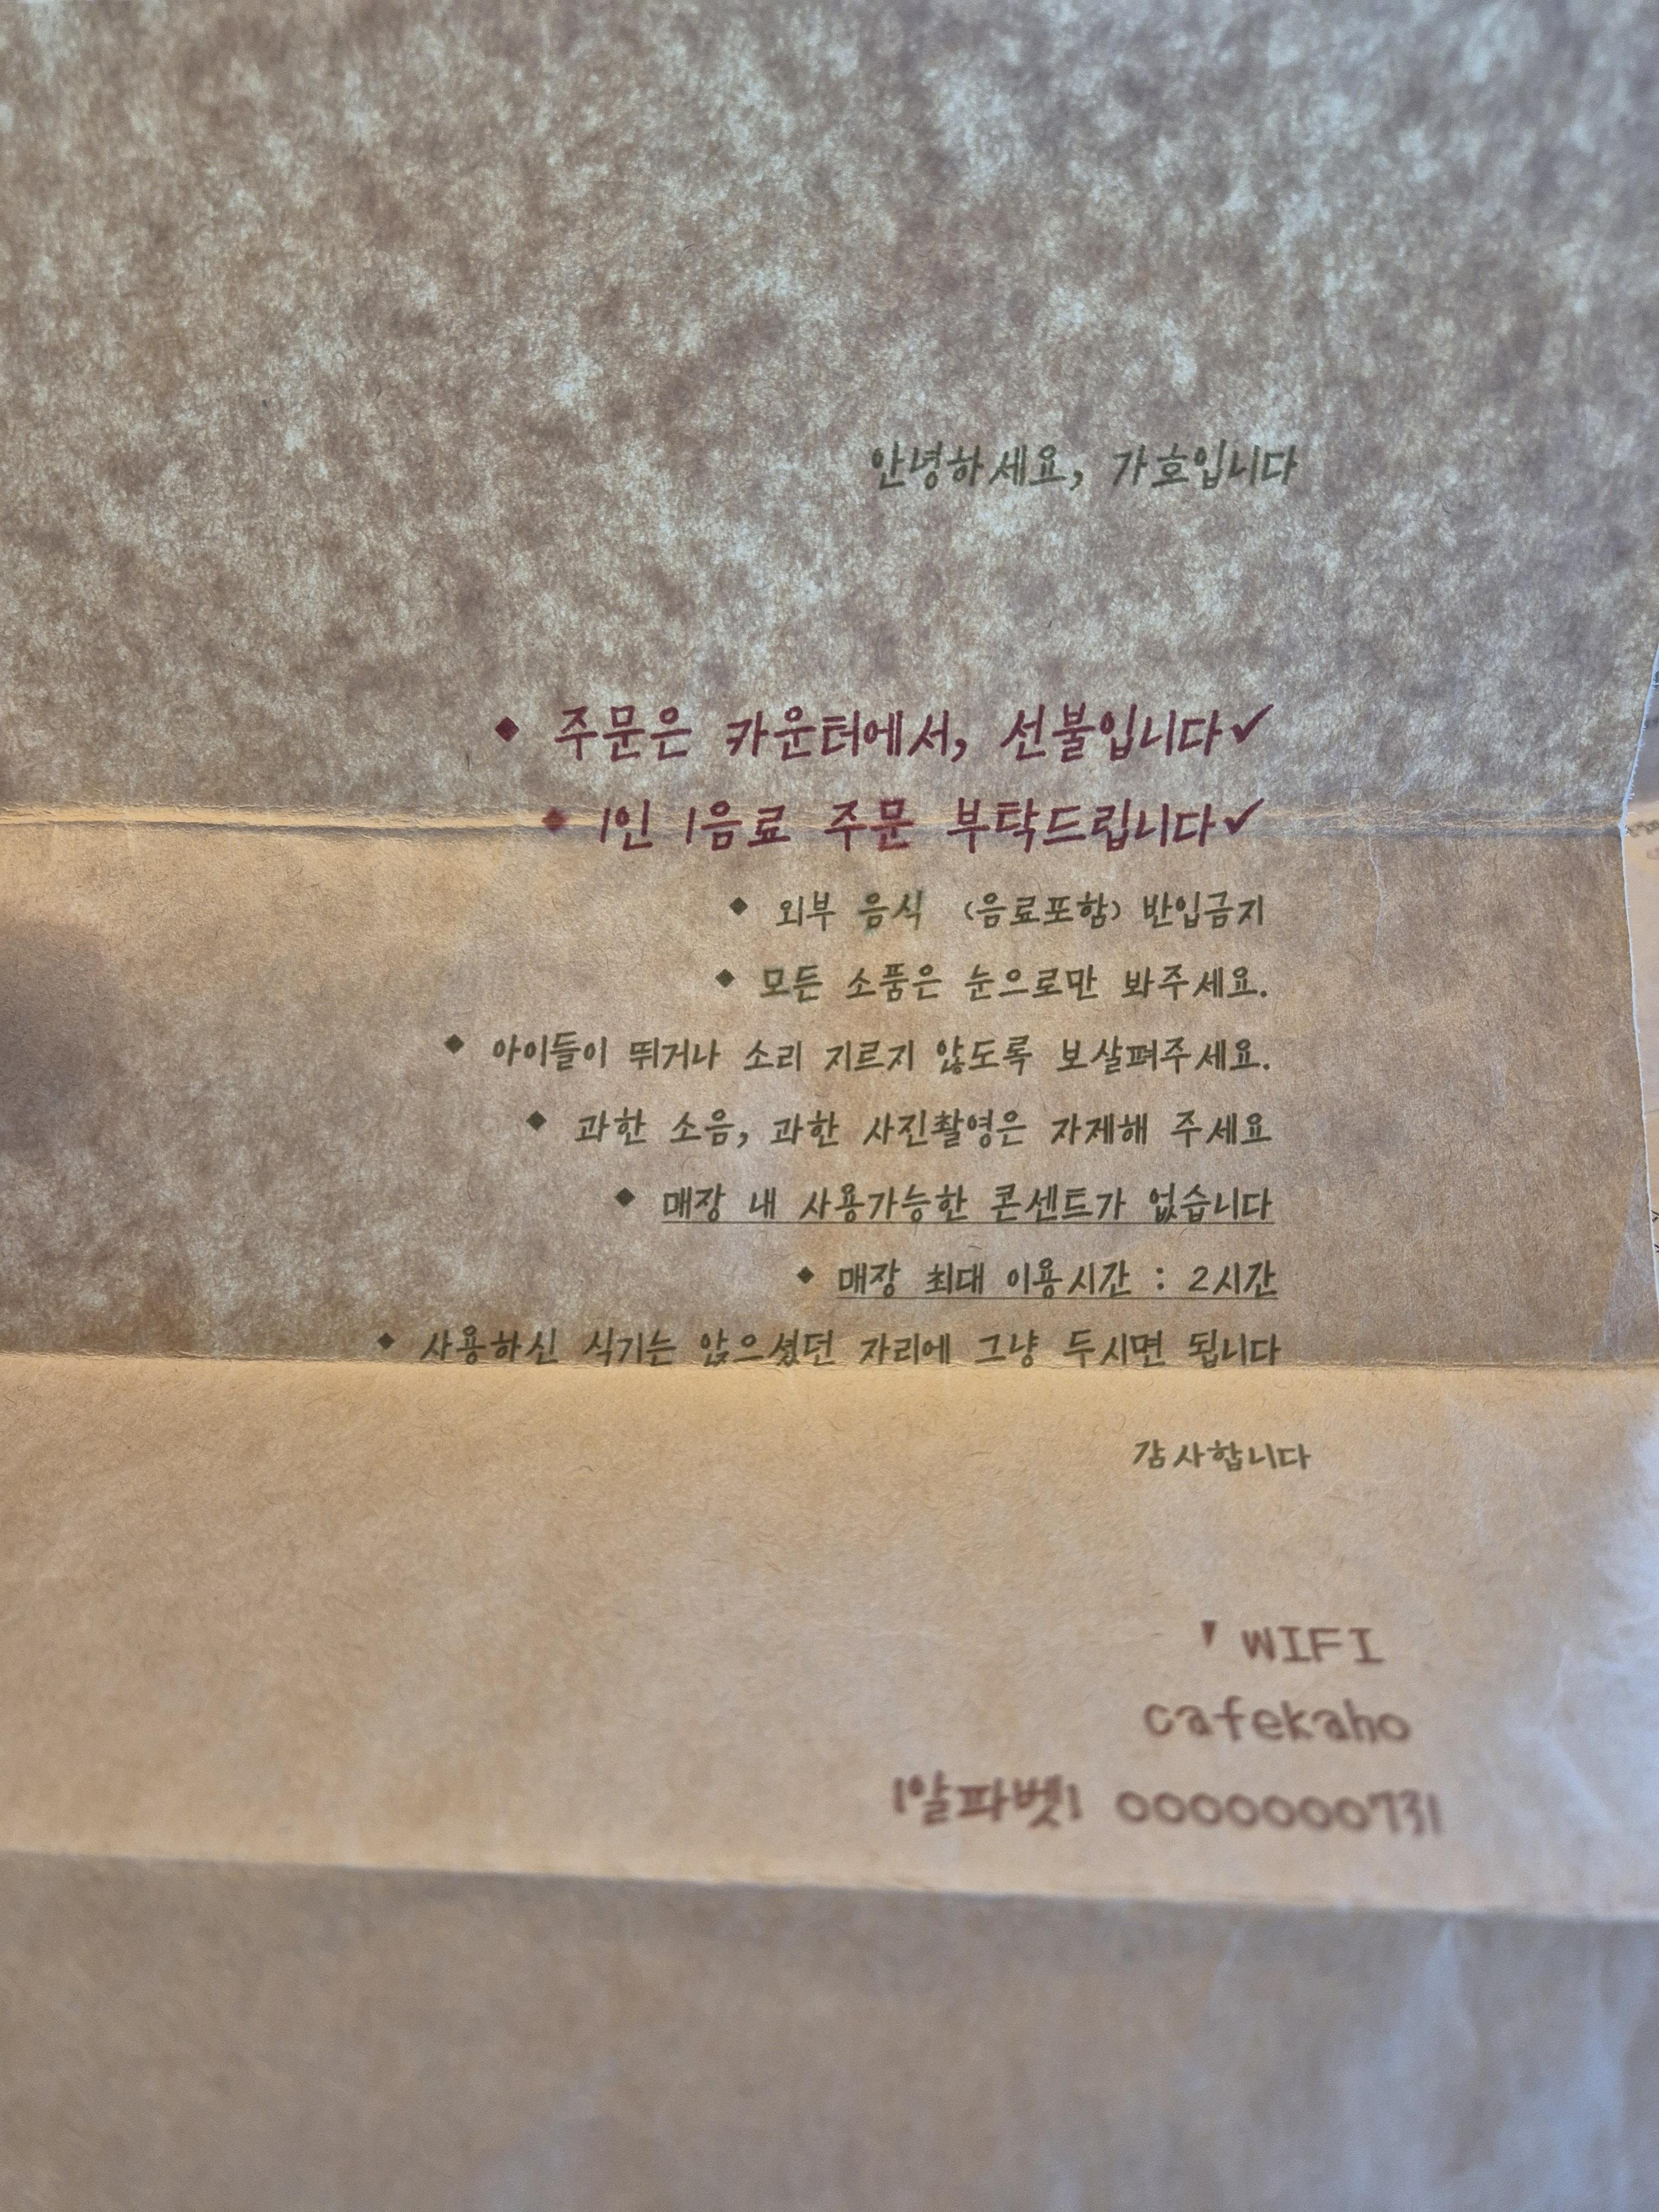 안녕하세요, 가호입니다
◆ 주문은 카운터에서, 선불입니다✓
◆ 1인 1음료 주문 부탁드립니다✓
◆ 외부 음식 (음료포함) 반입금지
◆ 모든 소품은 눈으로만 봐주세요.
◆ 아이들이 뛰거나 소리 지르지 않도록 보살펴주세요.
◆ 과한 소음, 과한 사진촬영은 자제해 주세요
◆ 매장 내 사용가능한 콘센트가 없습니다
◆ 매장 최대 이용시간 : 2시간
◆ 사용하신 식기는 앉으셨던 자리에 그냥 두시면 됩니다
감사합니다
WIFI
cafekaho
(알파벳) ooooooo731